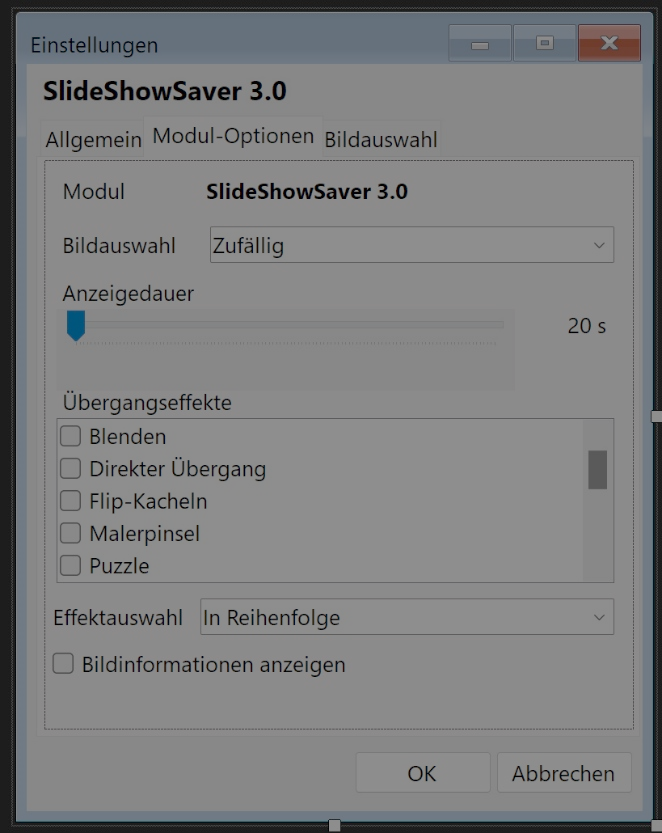 Einstellungen
SlideShowSaver 3.0
Allgemein Modul-Optionen Bildauswahl
Modul SlideShowSaver 3.0
Bildauswahl Zufällig
Anzeigedauer
20 s
Übergangseffekte
Blenden
Direkter Übergang
Flip-Kacheln
Malerpinsel
Puzzle
Effektauswahl In Reihenfolge
Bildinformationen anzeigen
OK Abbrechen